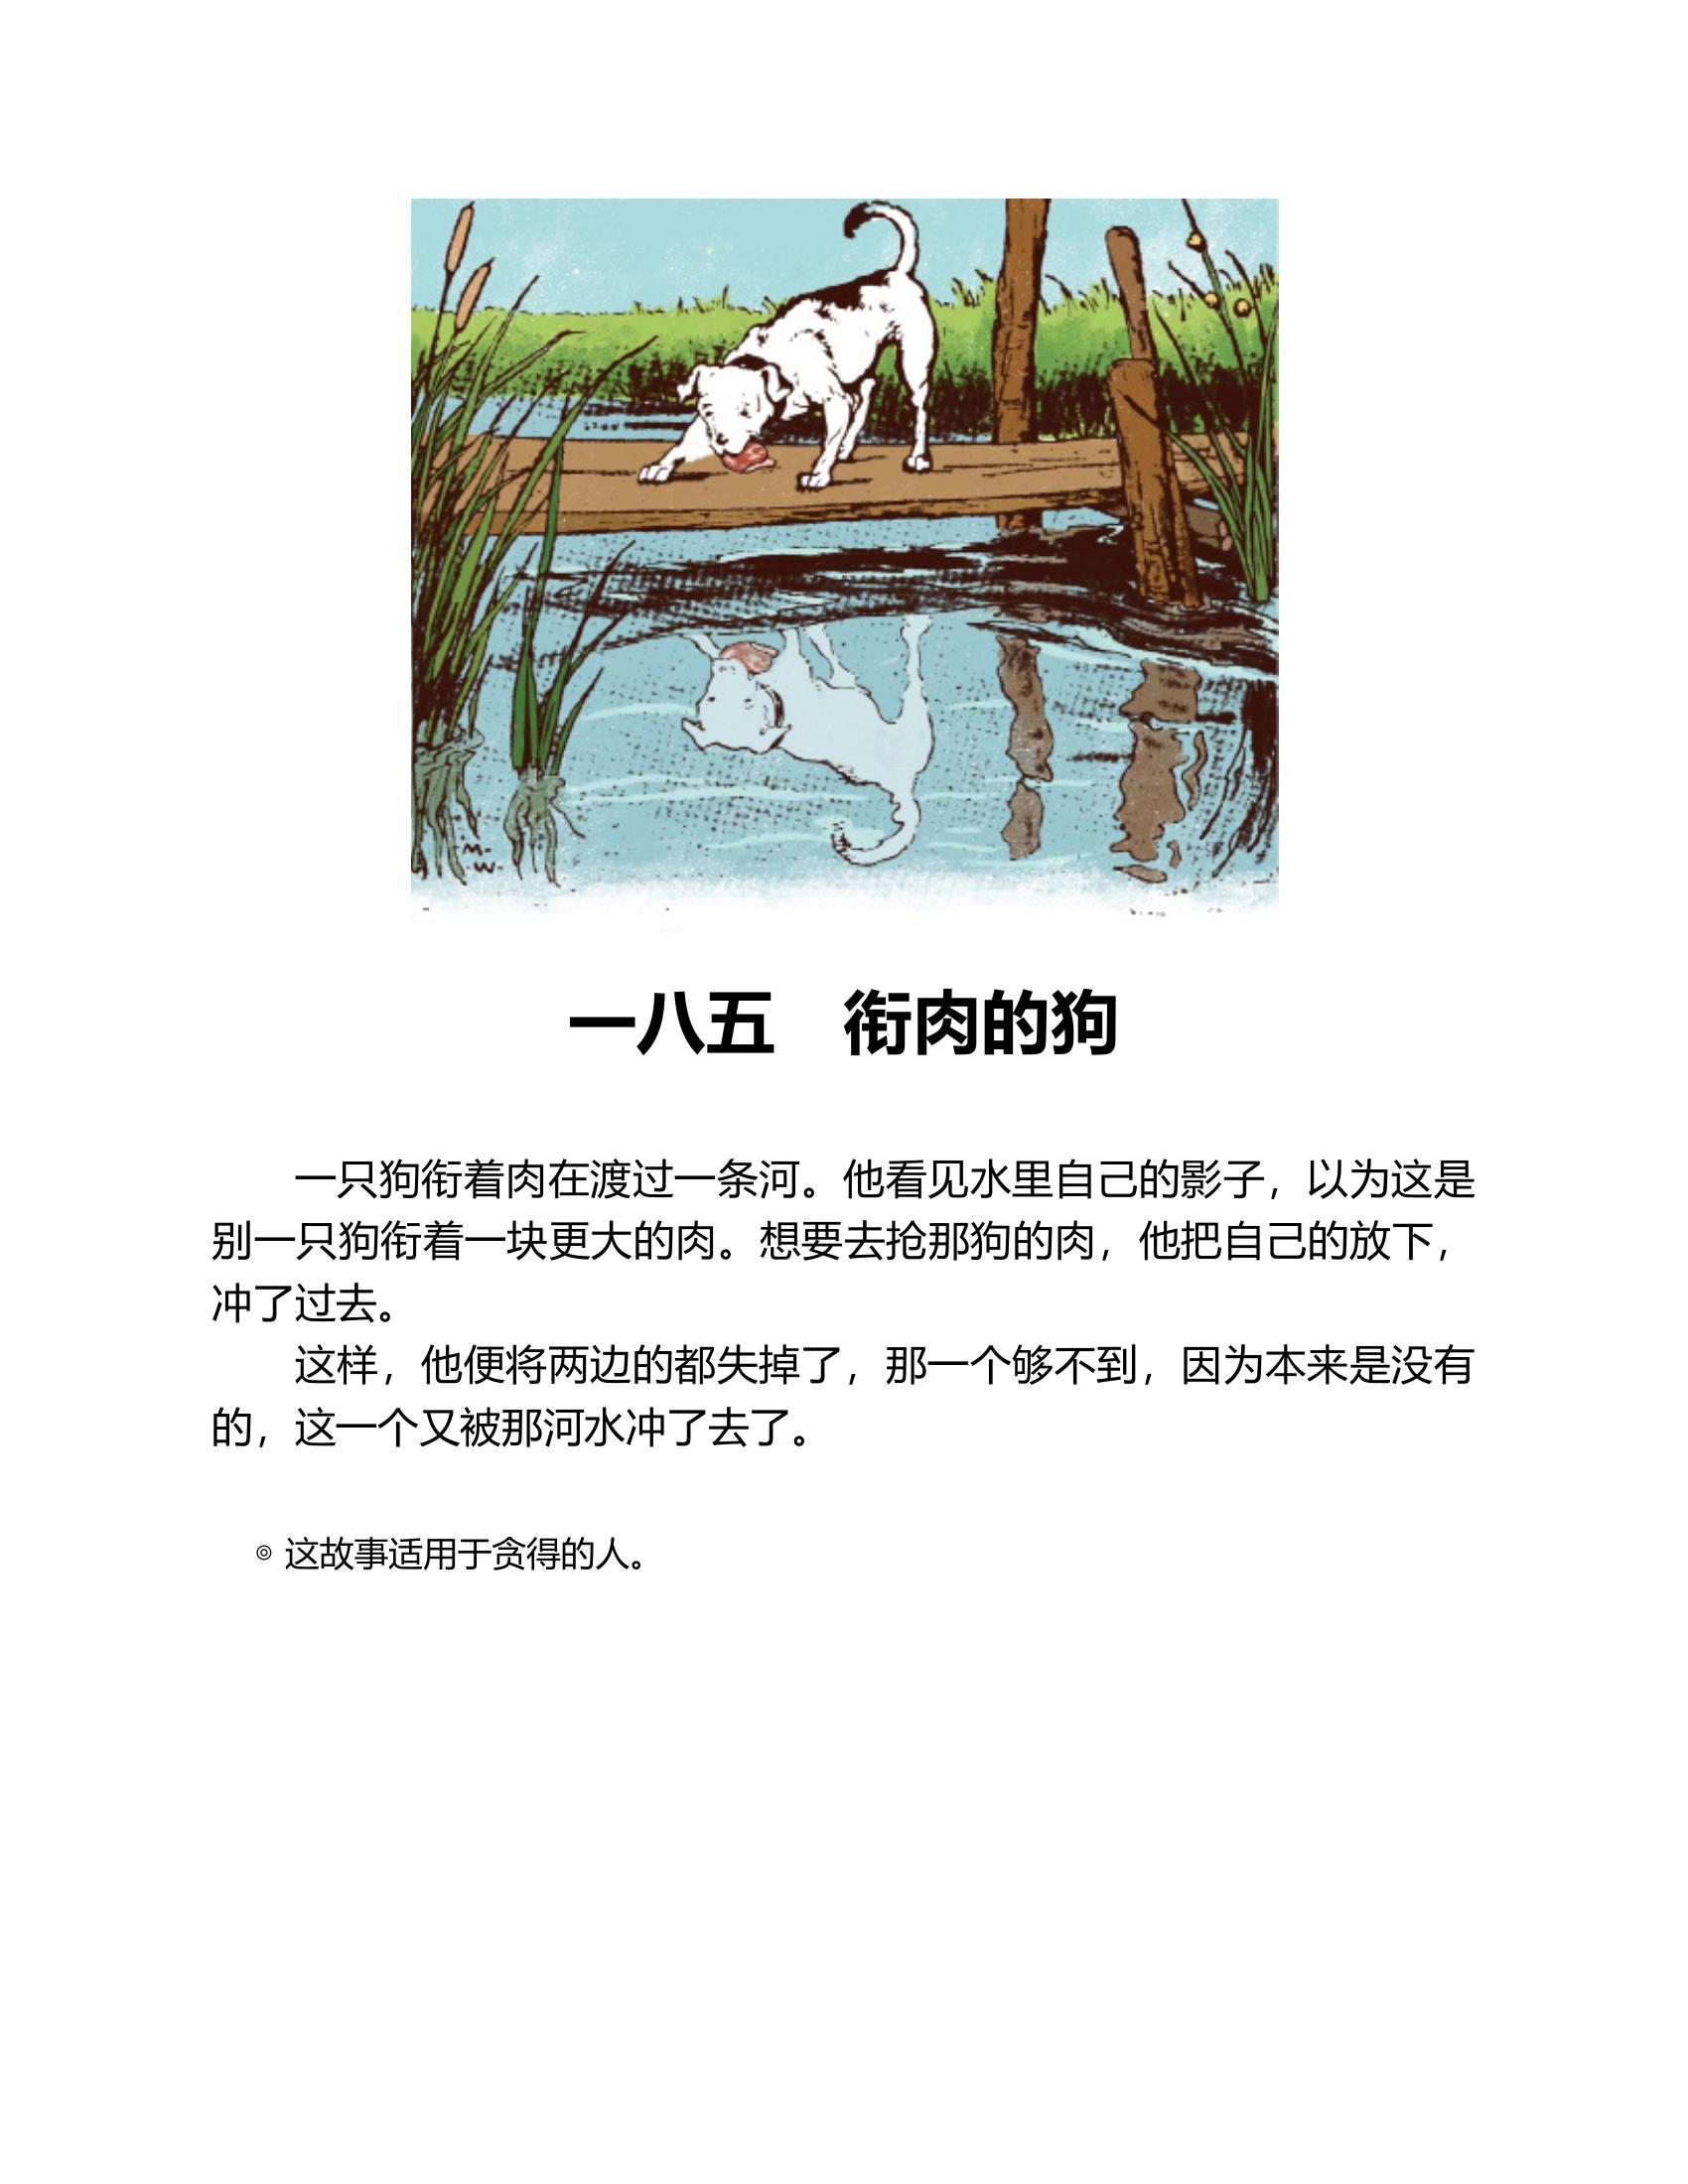 M.
W.
一八五　衔肉的狗
一只狗衔着肉在渡过一条河。他看见水里自己的影子，以为这是
别一只狗衔着一块更大的肉。想要去抢那狗的肉，他把自己的放下，
冲了过去。
这样，他便将两边的都失掉了，那一个够不到，因为本来是没有
的，这一个又被那河水冲了去了。
◎ 这故事适用于贪得的人。